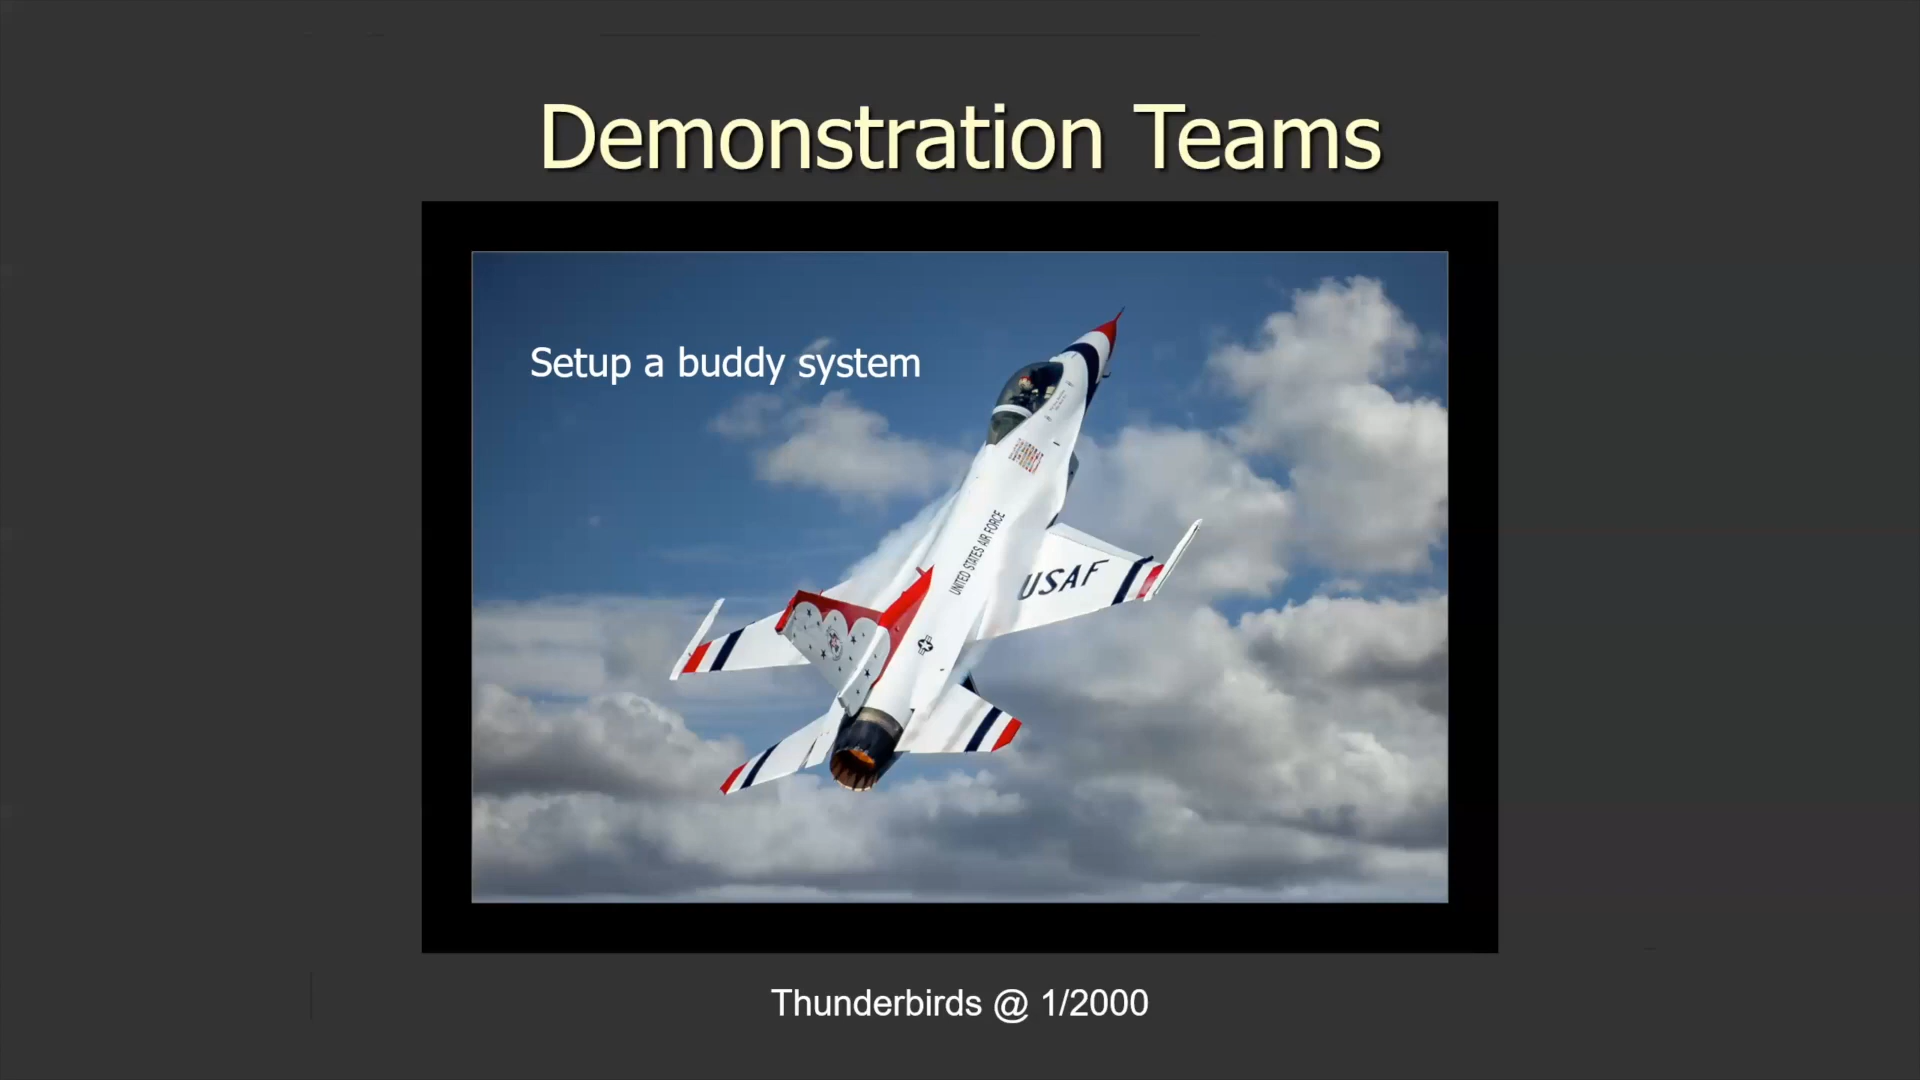 Demonstration Teams
Setup a buddy system
UNITED STATES AIR FORCE
USAF
Thunderbirds @ 1/2000